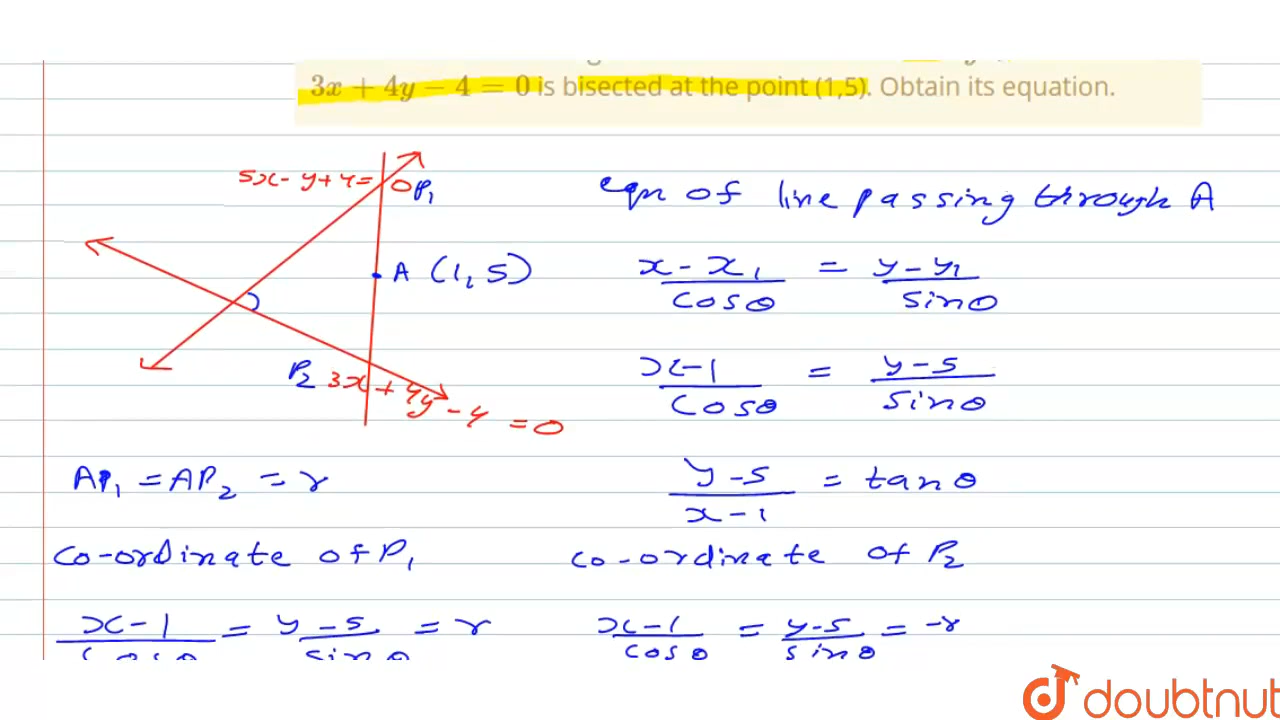 3x + 4y − 4 = 0 is bisected at the point (1,5). Obtain its equation.
5x - y + 4 = 0
P1
A (1, 5)
P2
3x + 4y - 4 = 0
AP1 = AP2 = r
co-ordinate of P1
x-1/cosθ = y-5/sinθ = r
eqn of line passing through A
x - x1/cosθ = y - y1/sinθ
x-1/cosθ = y-5/sinθ
y-5/x-1 = tanθ
co-ordinate of P2
x-1/cosθ = y-5/sinθ = -r
doubtnut